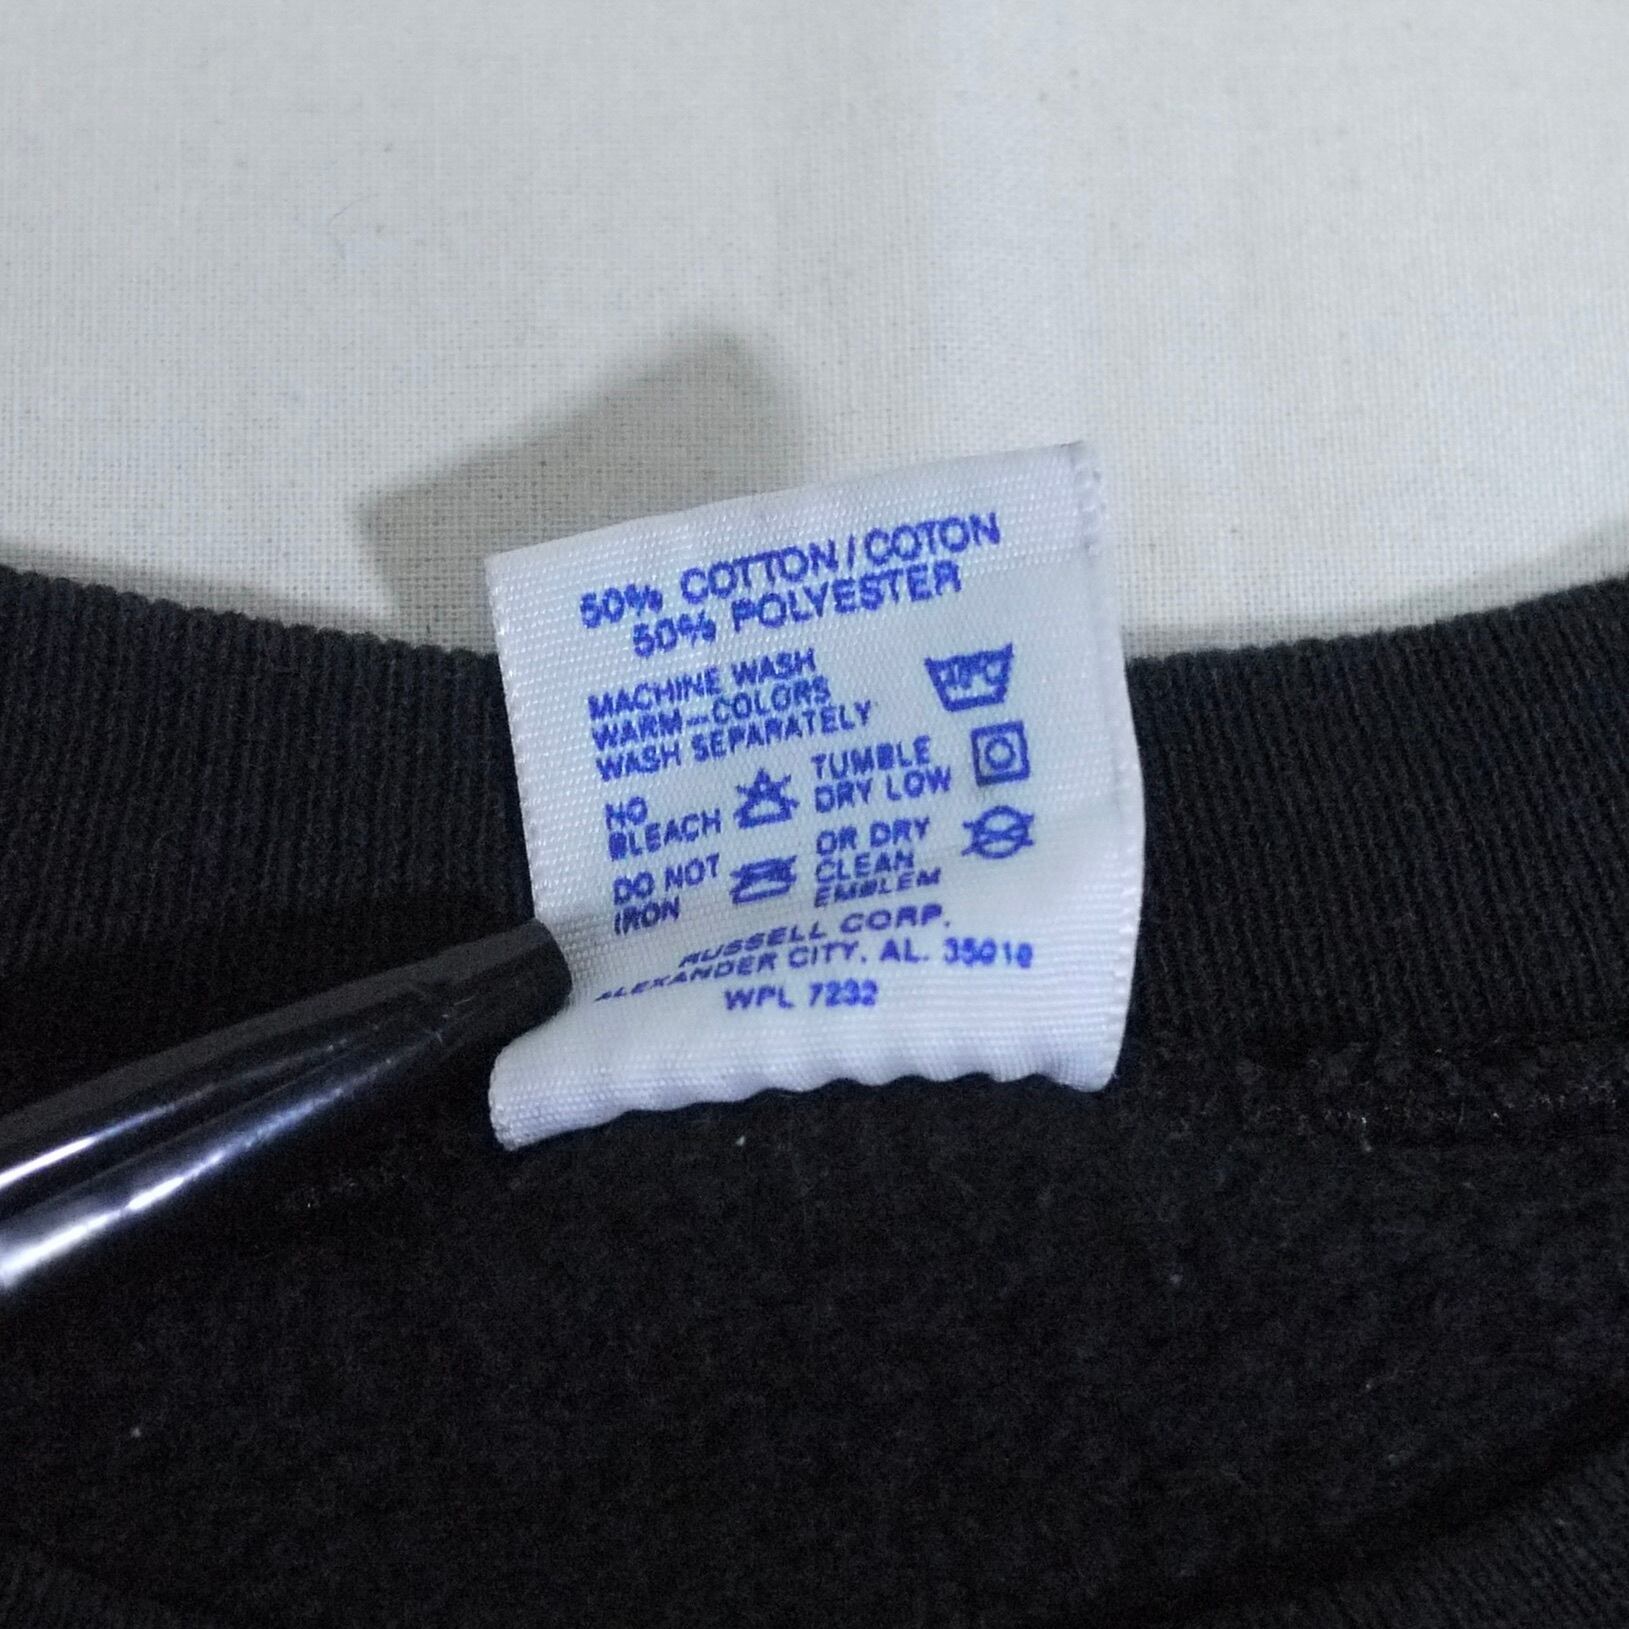 50% COTTON / COTON
50% POLYESTER
MACHINE WASH
WARM-COLORS
WASH SEPARATELY
NO
BLEACH
TUMBLE
DRY LOW
DO NOT
IRON
OR DRY
CLEAN
EMBLEM
RUSSELL CORP.
ALEXANDER CITY. AL. 35010
WPL 7232